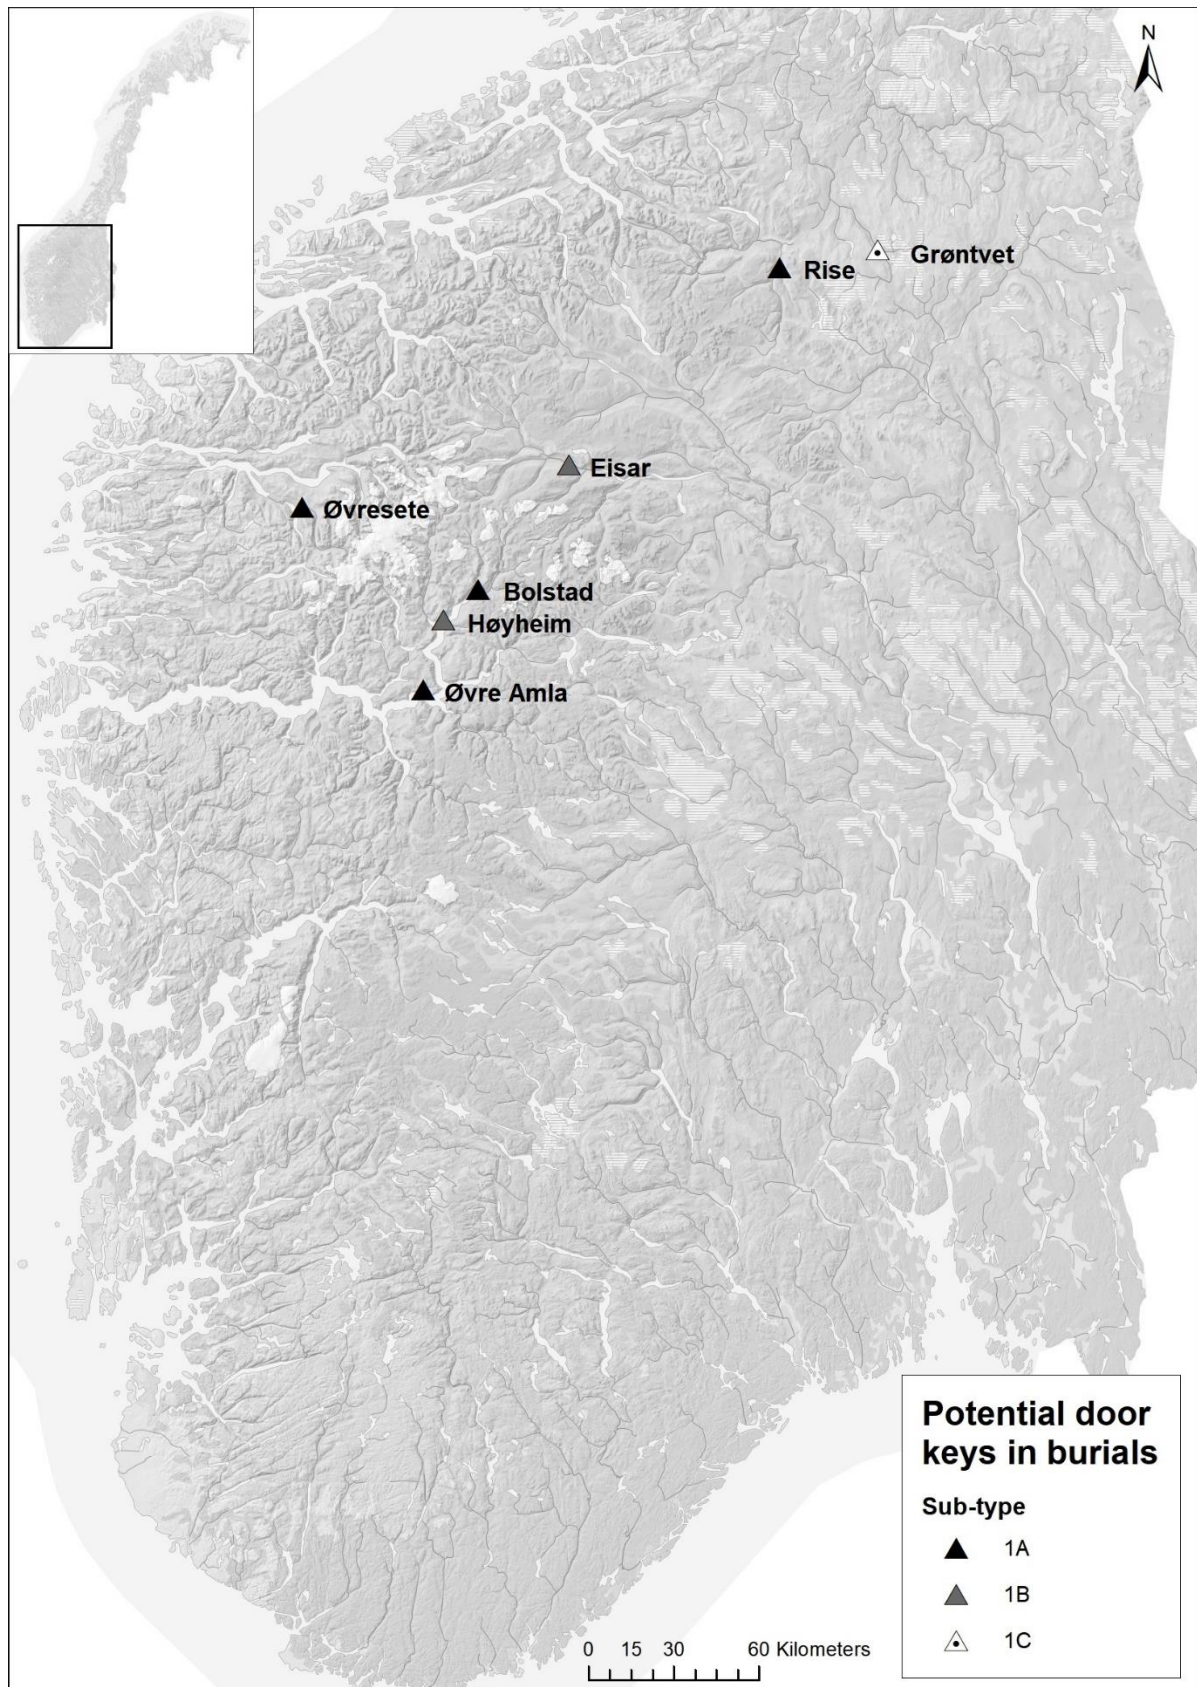 N
Grøntvet
Rise
Eisar
Øvresete
Bolstad
Høyheim
Øvre Amla
Potential door
keys in burials
Sub-type
1A
1B
1C
0 15 30 60 Kilometers